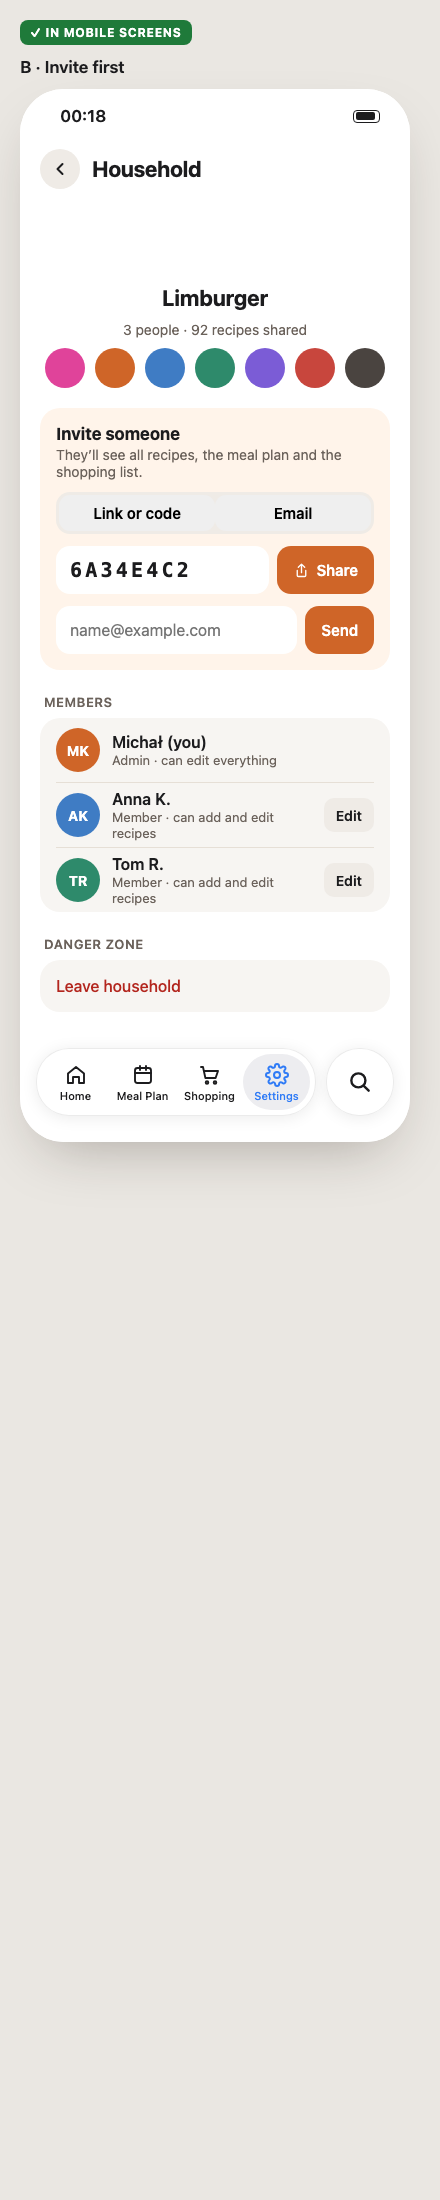 ✓ IN MOBILE SCREENS
B · Invite first
00:18
Household
Limburger
3 people · 92 recipes shared
Invite someone
They’ll see all recipes, the meal plan and the
shopping list.
Link or code
Email
6A34E4C2
Share
name@example.com
Send
MEMBERS
MK
Michał (you)
Admin · can edit everything
AK
Anna K.
Member · can add and edit
recipes
Edit
TR
Tom R.
Member · can add and edit
recipes
Edit
DANGER ZONE
Leave household
Home
Meal Plan
Shopping
Settings